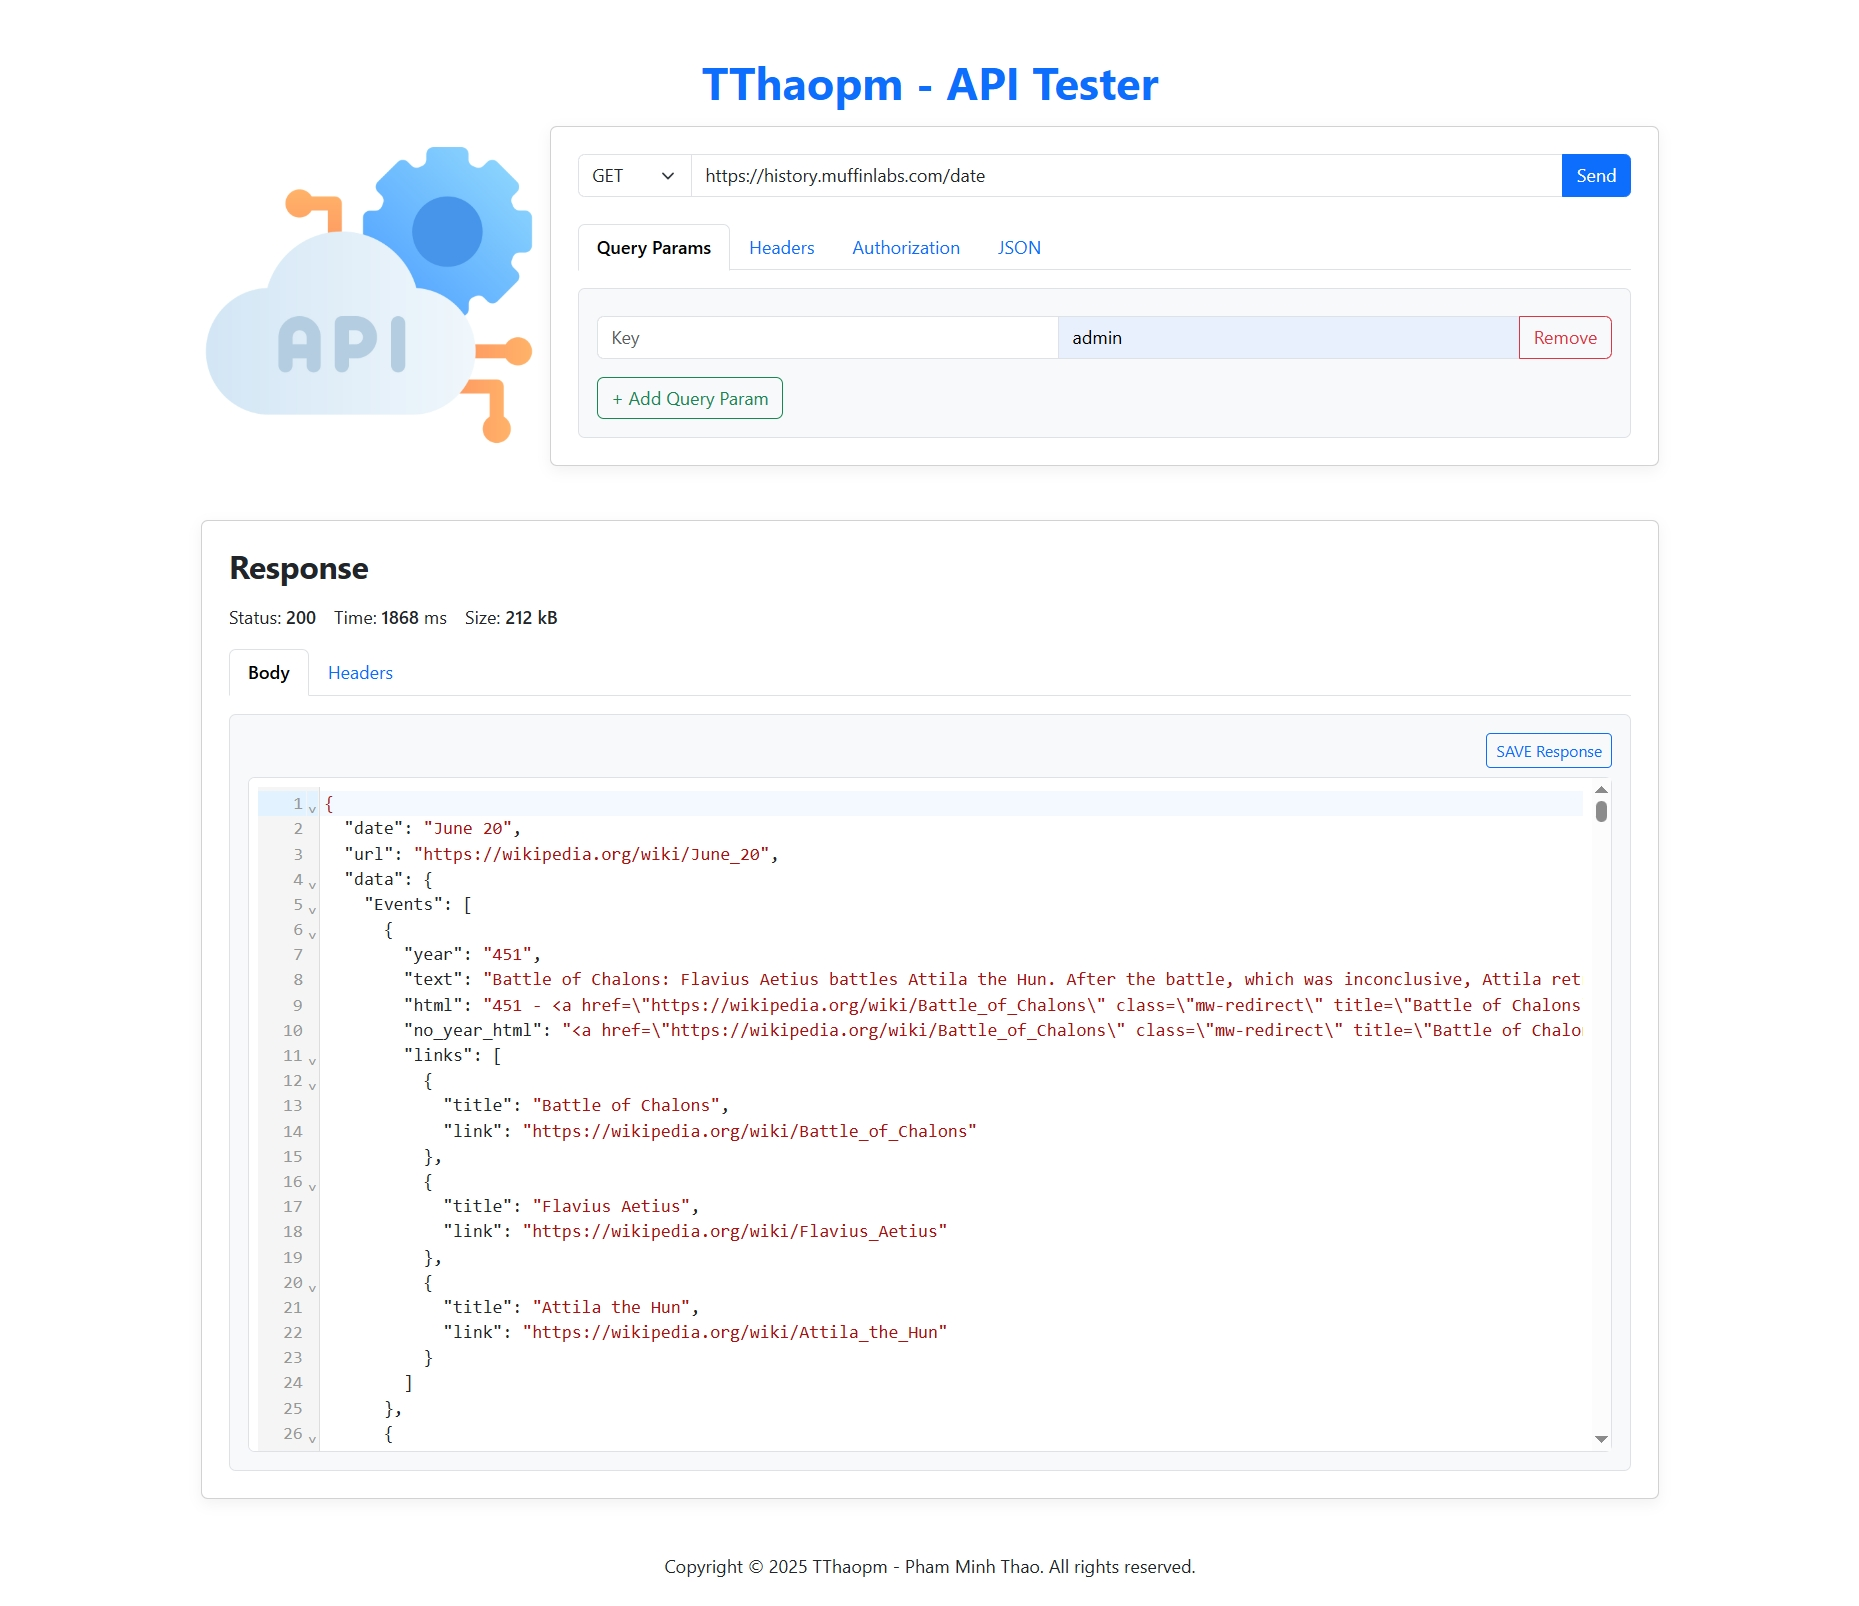 TThaopm - API Tester
API
GET https://history.muffinlabs.com/date Send
Query Params Headers Authorization JSON
Key admin Remove
+ Add Query Param
Response
Status: 200 Time: 1868 ms Size: 212 kB
Body Headers
SAVE Response
1 {
2 "date": "June 20",
3 "url": "https://wikipedia.org/wiki/June_20",
4 "data": {
5 "Events": [
6 {
7 "year": "451",
8 "text": "Battle of Chalons: Flavius Aetius battles Attila the Hun. After the battle, which was inconclusive, Attila ret
9 "html": "451 - <a href=\"https://wikipedia.org/wiki/Battle_of_Chalons\" class=\"mw-redirect\" title=\"Battle of Chalons
10 "no_year_html": "<a href=\"https://wikipedia.org/wiki/Battle_of_Chalons\" class=\"mw-redirect\" title=\"Battle of Chalo
11 "links": [
12 {
13 "title": "Battle of Chalons",
14 "link": "https://wikipedia.org/wiki/Battle_of_Chalons"
15 },
16 {
17 "title": "Flavius Aetius",
18 "link": "https://wikipedia.org/wiki/Flavius_Aetius"
19 },
20 {
21 "title": "Attila the Hun",
22 "link": "https://wikipedia.org/wiki/Attila_the_Hun"
23 }
24 ]
25 },
26 {
Copyright © 2025 TThaopm - Pham Minh Thao. All rights reserved.